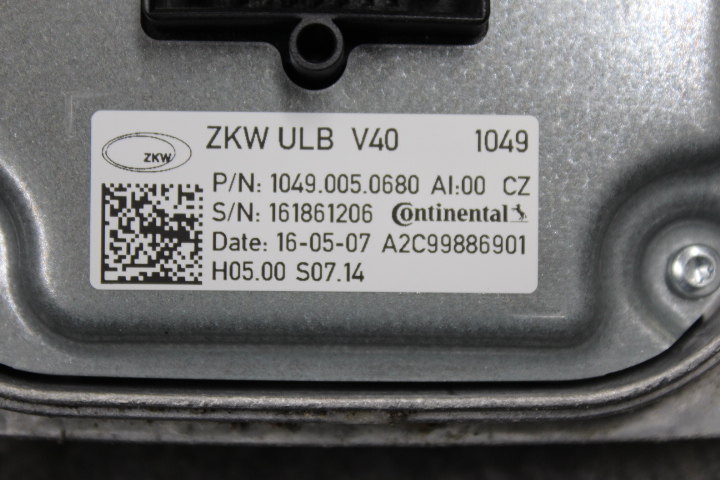 ZKW ULB V40 1049
ZKW
P/N: 1049.005.0680 AI:00 CZ
S/N: 161861206 Continental
Date: 16-05-07 A2C99886901
H05.00 S07.14